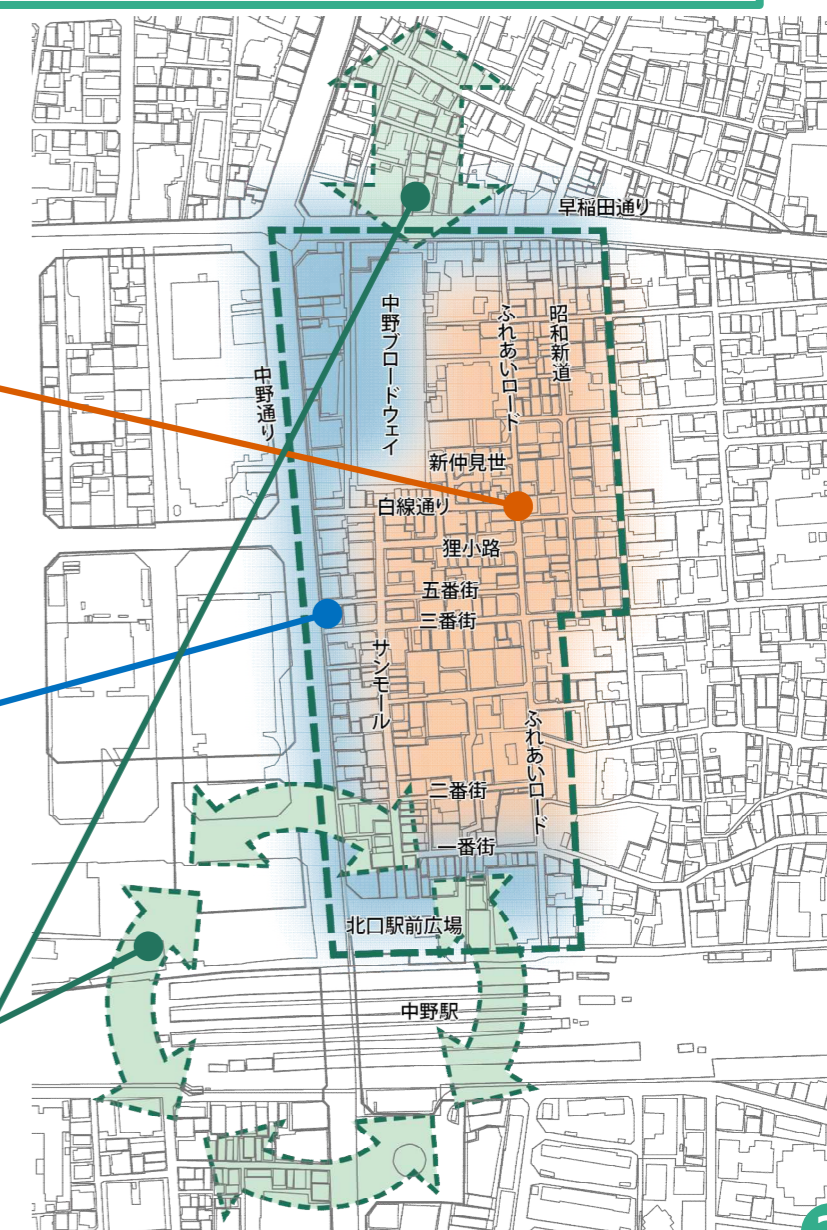 早稲田通り
中野ブロードウェイ
ふれあいロード
昭和新道
中野通り
新仲見世
白線通り
狸小路
五番街
三番街
サンモール
ふれあいロード
二番街
一番街
北口駅前広場
中野駅